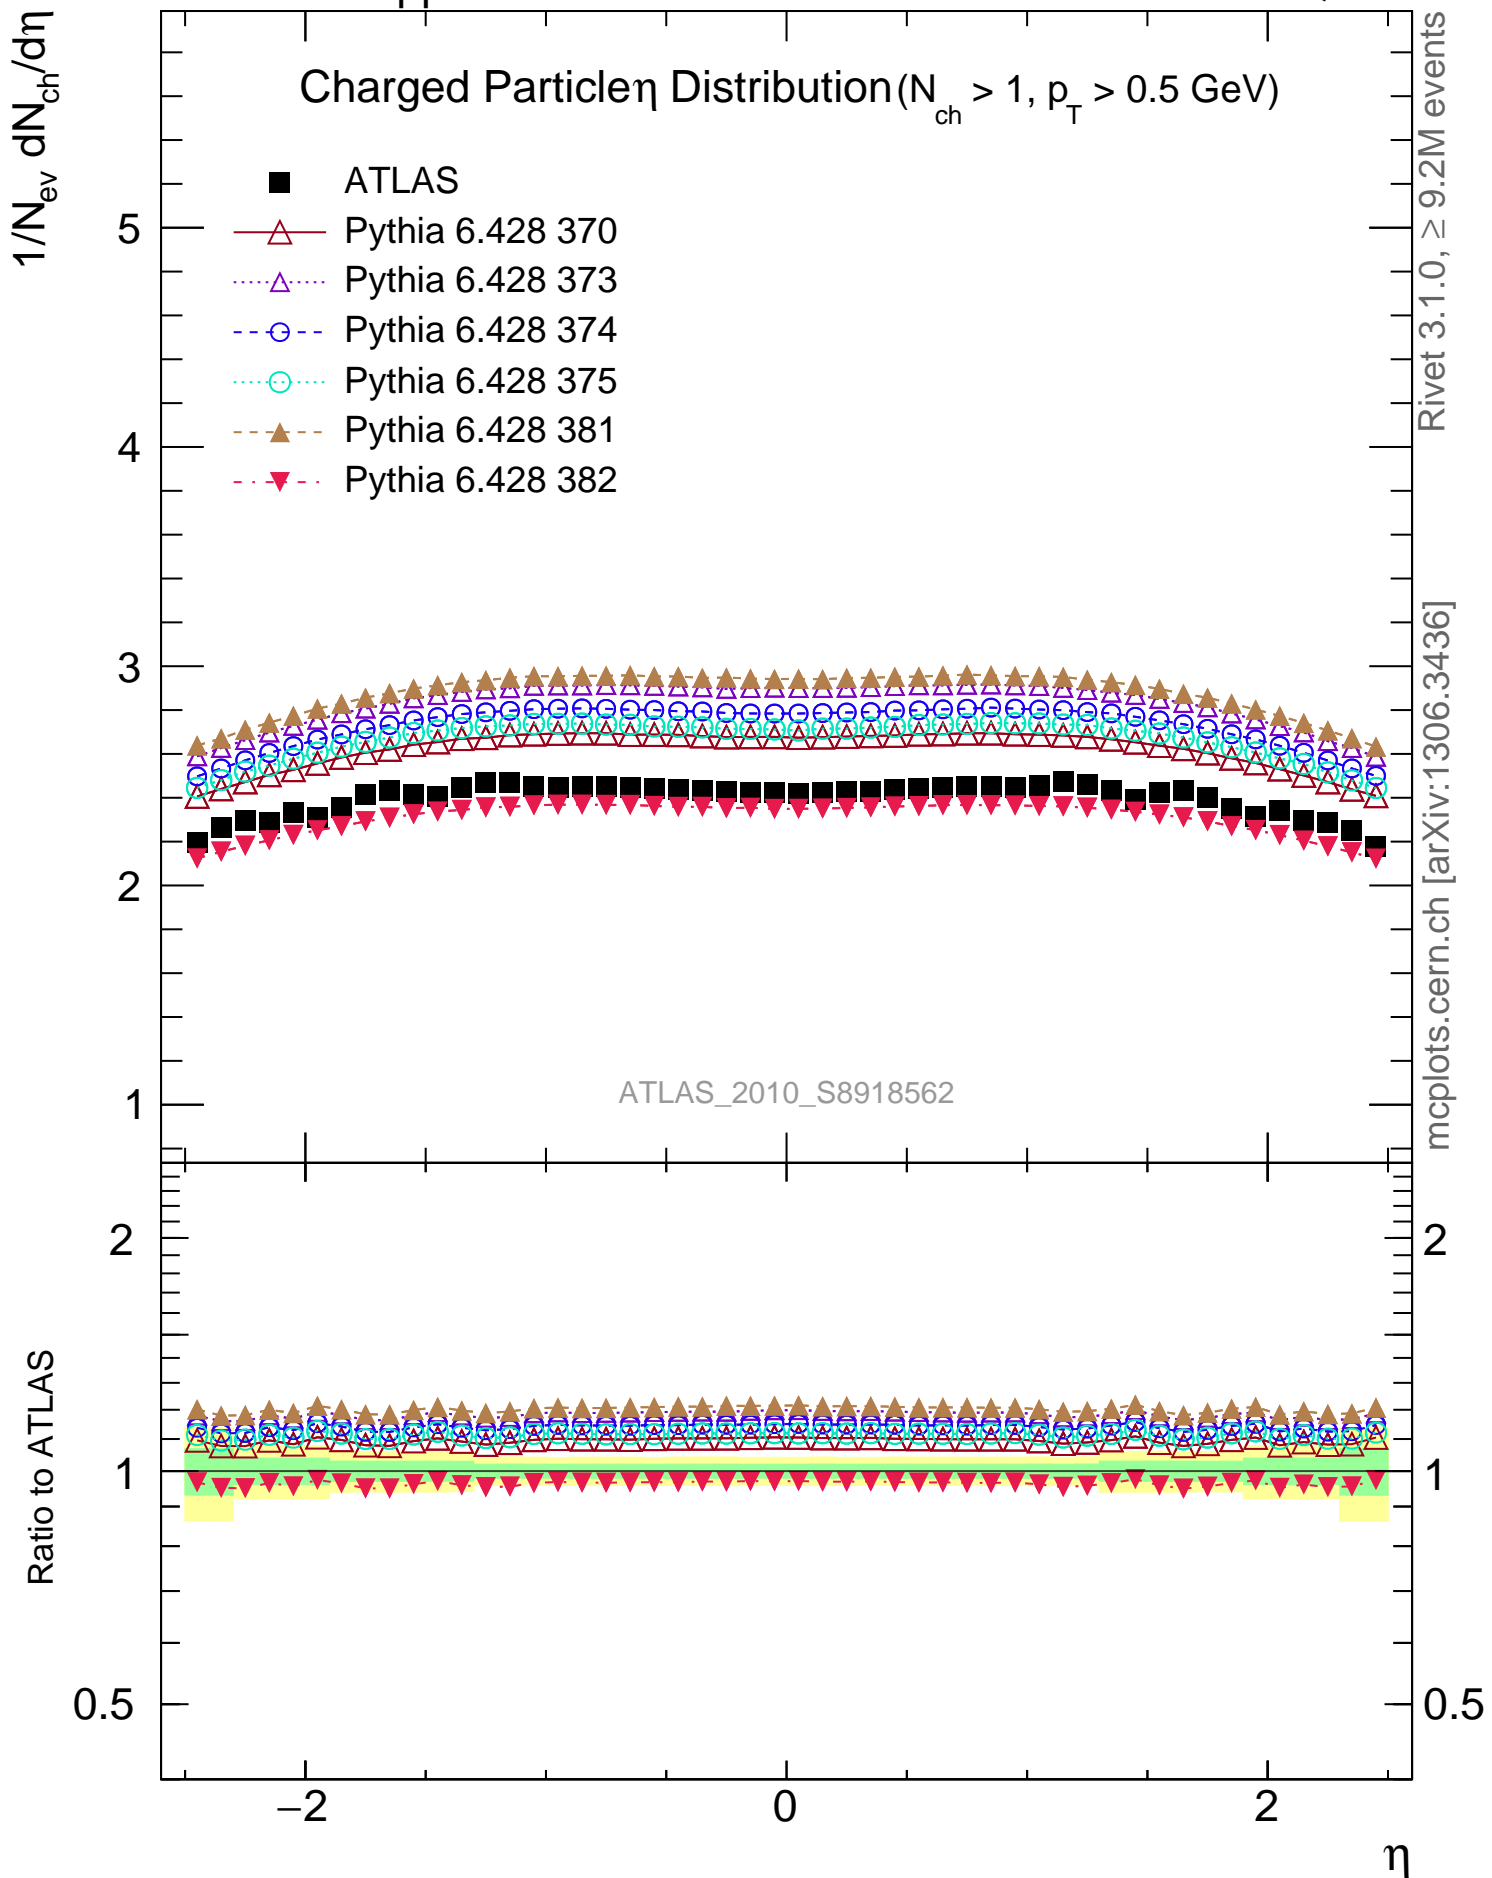 Charged Particleη Distribution (N_ch > 1, p_T > 0.5 GeV)
1/N_ev dN_ch/dη
ATLAS
Pythia 6.428 370
Pythia 6.428 373
Pythia 6.428 374
Pythia 6.428 375
Pythia 6.428 381
Pythia 6.428 382
5
4
3
2
1
ATLAS_2010_S8918562
Rivet 3.1.0, ≥ 9.2M events
mcplots.cern.ch [arXiv:1306.3436]
Ratio to ATLAS
2
1
0.5
2
1
0.5
−2
0
2
η